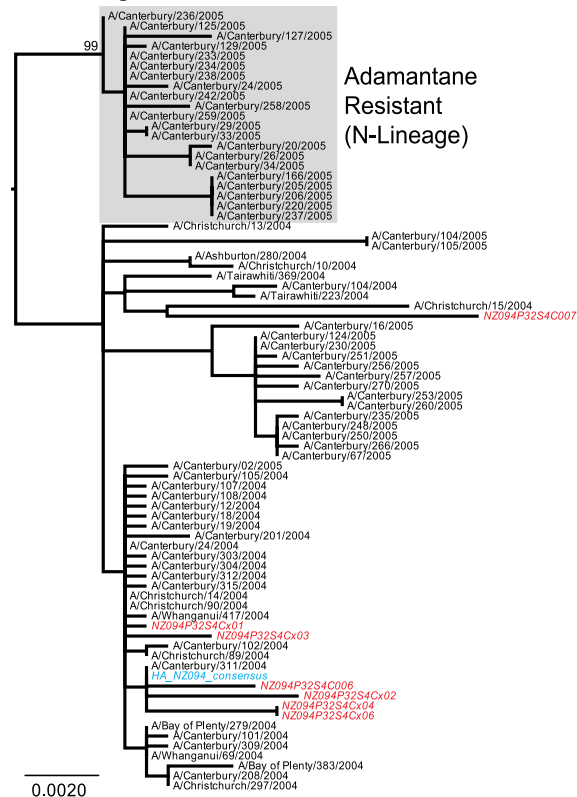 A/Canterbury/236/2005
A/Canterbury/125/2005
A/Canterbury/127/2005
A/Canterbury/129/2005
A/Canterbury/233/2005
A/Canterbury/234/2005
A/Canterbury/238/2005
A/Canterbury/24/2005
A/Canterbury/242/2005
A/Canterbury/258/2005
A/Canterbury/259/2005
A/Canterbury/29/2005
A/Canterbury/33/2005
A/Canterbury/20/2005
A/Canterbury/26/2005
A/Canterbury/34/2005
A/Canterbury/166/2005
A/Canterbury/205/2005
A/Canterbury/206/2005
A/Canterbury/220/2005
A/Canterbury/237/2005
99
Adamantane
Resistant
(N-Lineage)
A/Christchurch/13/2004
A/Canterbury/104/2005
A/Canterbury/105/2005
A/Ashburton/280/2004
A/Christchurch/10/2004
A/Tairawhiti/369/2004
A/Canterbury/104/2004
A/Tairawhiti/223/2004
A/Christchurch/15/2004
NZ094P32S4C007
A/Canterbury/16/2005
A/Canterbury/124/2005
A/Canterbury/230/2005
A/Canterbury/251/2005
A/Canterbury/256/2005
A/Canterbury/257/2005
A/Canterbury/270/2005
A/Canterbury/253/2005
A/Canterbury/260/2005
A/Canterbury/235/2005
A/Canterbury/248/2005
A/Canterbury/250/2005
A/Canterbury/266/2005
A/Canterbury/67/2005
A/Canterbury/02/2005
A/Canterbury/105/2004
A/Canterbury/107/2004
A/Canterbury/108/2004
A/Canterbury/12/2004
A/Canterbury/18/2004
A/Canterbury/19/2004
A/Canterbury/201/2004
A/Canterbury/24/2004
A/Canterbury/303/2004
A/Canterbury/304/2004
A/Canterbury/312/2004
A/Canterbury/315/2004
A/Christchurch/14/2004
A/Christchurch/90/2004
A/Whanganui/417/2004
NZ094P32S4Cx01
NZ094P32S4Cx03
A/Canterbury/102/2004
A/Christchurch/89/2004
A/Canterbury/311/2004
HA_NZ094_consensus
NZ094P32S4C006
NZ094P32S4Cx02
NZ094P32S4Cx04
NZ094P32S4Cx06
A/Bay of Plenty/279/2004
A/Canterbury/101/2004
A/Canterbury/309/2004
A/Whanganui/69/2004
A/Bay of Plenty/383/2004
A/Canterbury/208/2004
A/Christchurch/297/2004
0.0020